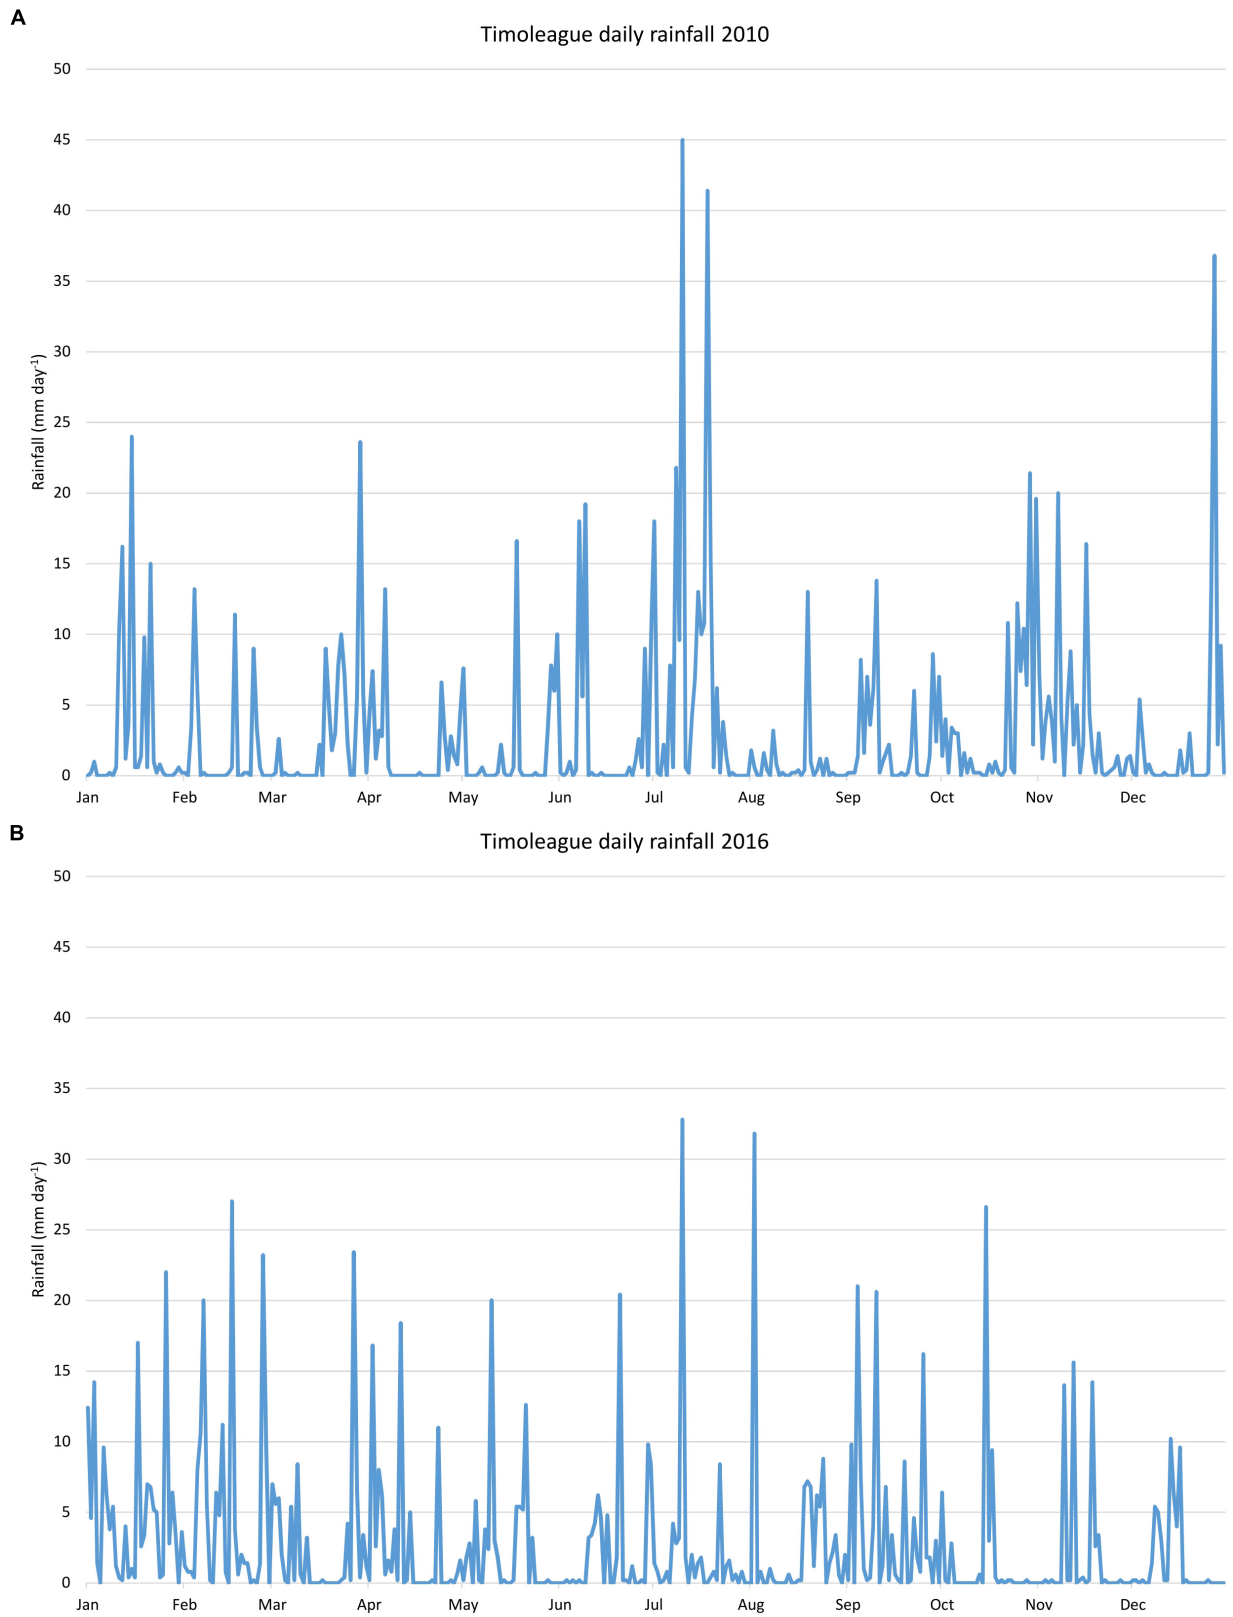 A
Timoleague daily rainfall 2010
50
45
40
35
30
25
20
15
10
5
0
Rainfall (mm day⁻¹)
Jan Feb Mar Apr May Jun Jul Aug Sep Oct Nov Dec
B
Timoleague daily rainfall 2016
50
45
40
35
30
25
20
15
10
5
0
Rainfall (mm day⁻¹)
Jan Feb Mar Apr May Jun Jul Aug Sep Oct Nov Dec